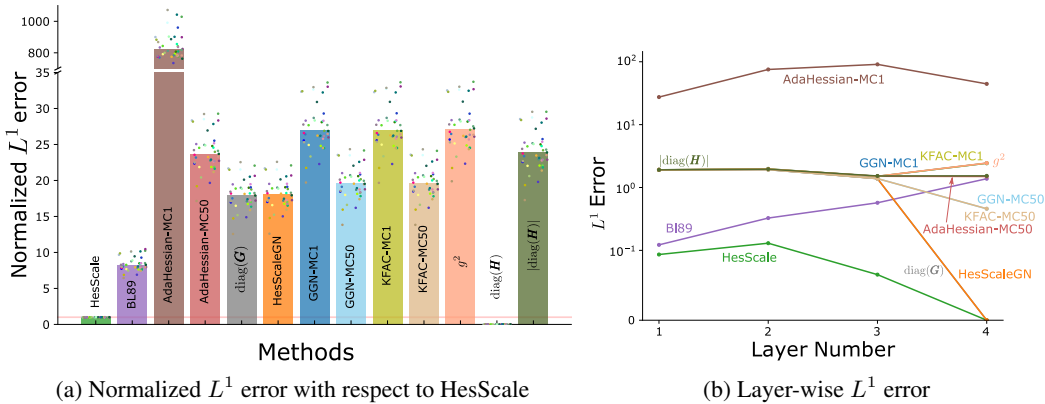 1000
800
35
30
25
20
15
10
5
0
Normalized L¹ error
HesScale
BL89
AdaHessian-MC1
AdaHessian-MC50
diag(G)
HesScaleGN
GGN-MC1
GGN-MC50
KFAC-MC1
KFAC-MC50
g²
diag(H)
|diag(H)|
Methods
(a) Normalized L¹ error with respect to HesScale
10²
10¹
10⁰
10⁻¹
0
L¹ Error
AdaHessian-MC1
|diag(H)|
GGN-MC1
KFAC-MC1
g²
GGN-MC50
KFAC-MC50
AdaHessian-MC50
BL89
HesScale
diag(G)
HesScaleGN
1 2 3 4
Layer Number
(b) Layer-wise L¹ error